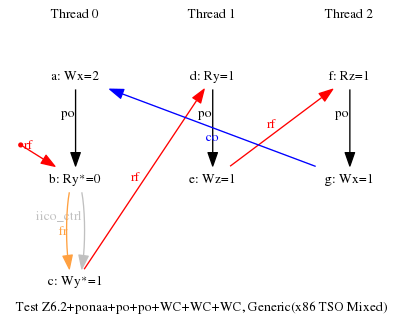 Thread 0 Thread 1 Thread 2
a: Wx=2 d: Ry=1 f: Rz=1
po po po
rf co rf
b: Ry*=0 rf e: Wz=1 g: Wx=1
iico_ctrl
fr
c: Wy*=1
Test Z6.2+ponaa+po+po+WC+WC+WC, Generic(x86 TSO Mixed)